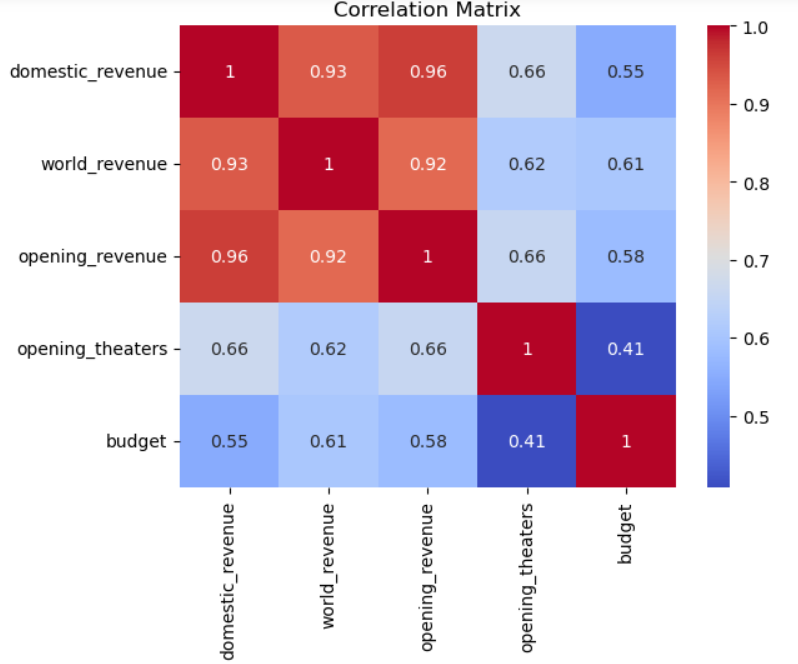 Correlation Matrix
domestic_revenue 1 0.93 0.96 0.66 0.55
world_revenue 0.93 1 0.92 0.62 0.61
opening_revenue 0.96 0.92 1 0.66 0.58
opening_theaters 0.66 0.62 0.66 1 0.41
budget 0.55 0.61 0.58 0.41 1
domestic_revenue
world_revenue
opening_revenue
opening_theaters
budget
1.0
0.9
0.8
0.7
0.6
0.5